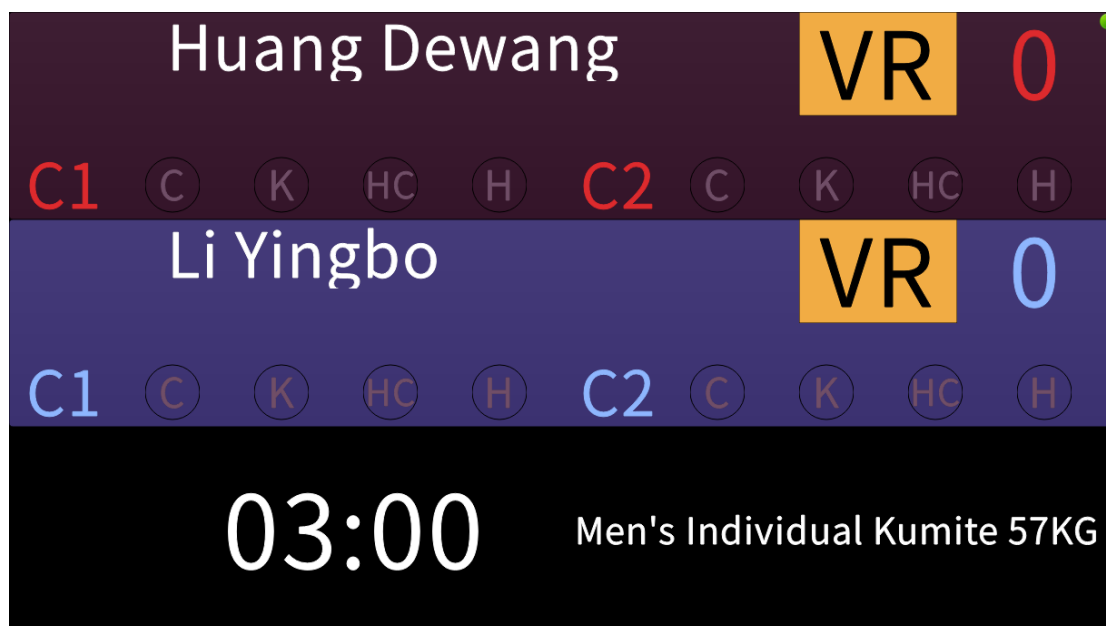 Huang Dewang VR 0
C1 C K HC H C2 C K HC H
Li Yingbo VR 0
C1 C K HC H C2 C K HC H
03:00 Men's Individual Kumite 57KG